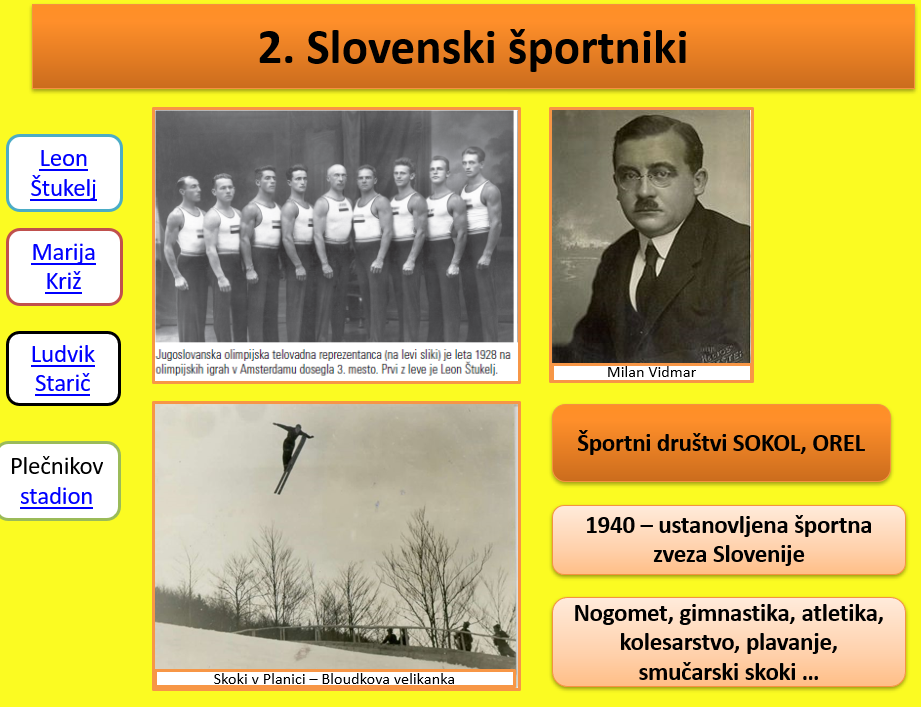 2. Slovenski športniki
Leon
Štukelj
Marija
Križ
Ludvik
Starič
Plečnikov
stadion
Jugoslovanska olimpijska telovadna reprezentanca (na levi sliki) je leta 1928 na
olimpijskih igrah v Amsterdamu dosegla 3. mesto. Prvi z leve je Leon Štukelj.
Milan Vidmar
Skoki v Planici – Bloudkova velikanka
Športni društvi SOKOL, OREL
1940 – ustanovljena športna
zveza Slovenije
Nogomet, gimnastika, atletika,
kolesarstvo, plavanje,
smučarski skoki …